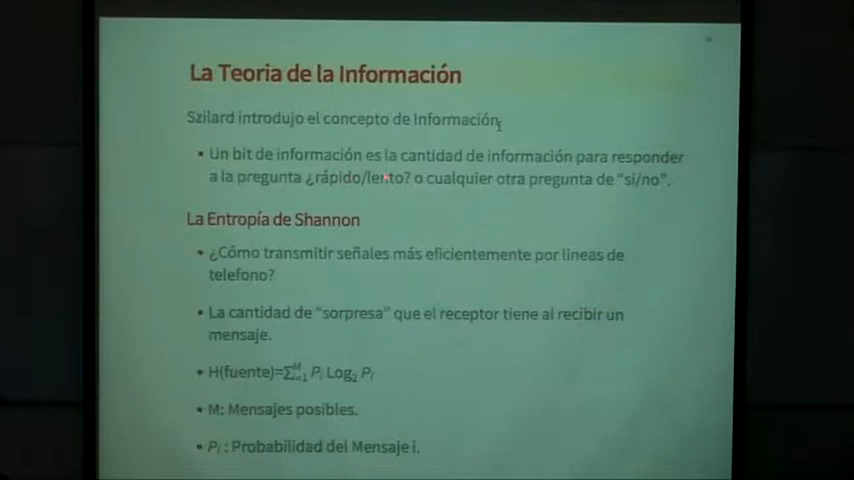 La Teoria de la Información
Szilard introdujo el concepto de Información
• Un bit de información es la cantidad de información para responder
a la pregunta ¿rápido/lento? o cualquier otra pregunta de “si/no”.
La Entropía de Shannon
• ¿Cómo transmitir señales más eficientemente por lineas de
telefono?
• La cantidad de “sorpresa” que el receptor tiene al recibir un
mensaje.
• H(fuente)=∑ᴹᵢ₌₁ Pᵢ Log₂ Pᵢ
• M: Mensajes posibles.
• Pᵢ : Probabilidad del Mensaje i.